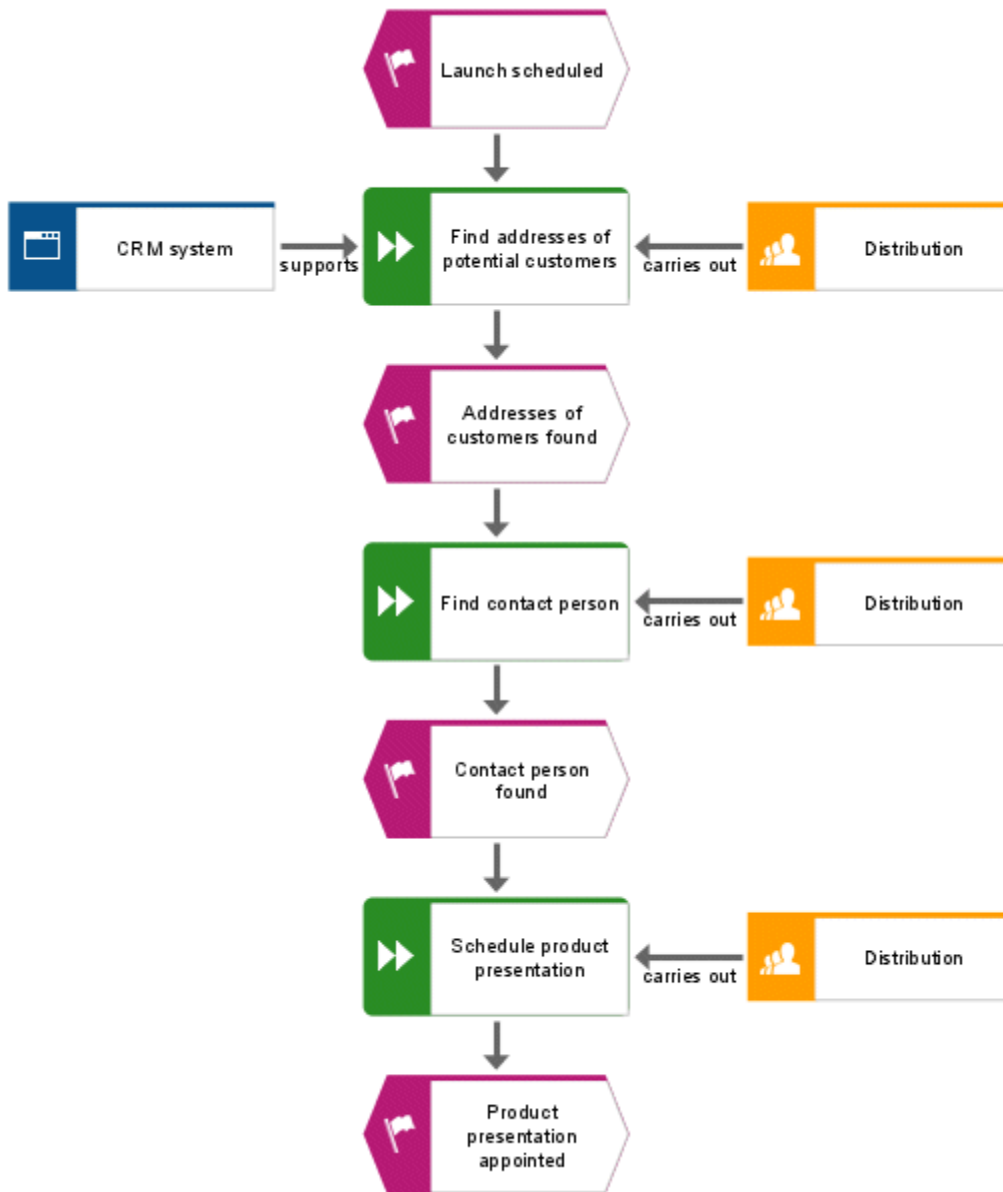 Launch scheduled
CRM system
supports
Find addresses of
potential customers
carries out
Distribution
Addresses of
customers found
Find contact person
carries out
Distribution
Contact person
found
Schedule product
presentation
carries out
Distribution
Product
presentation
appointed